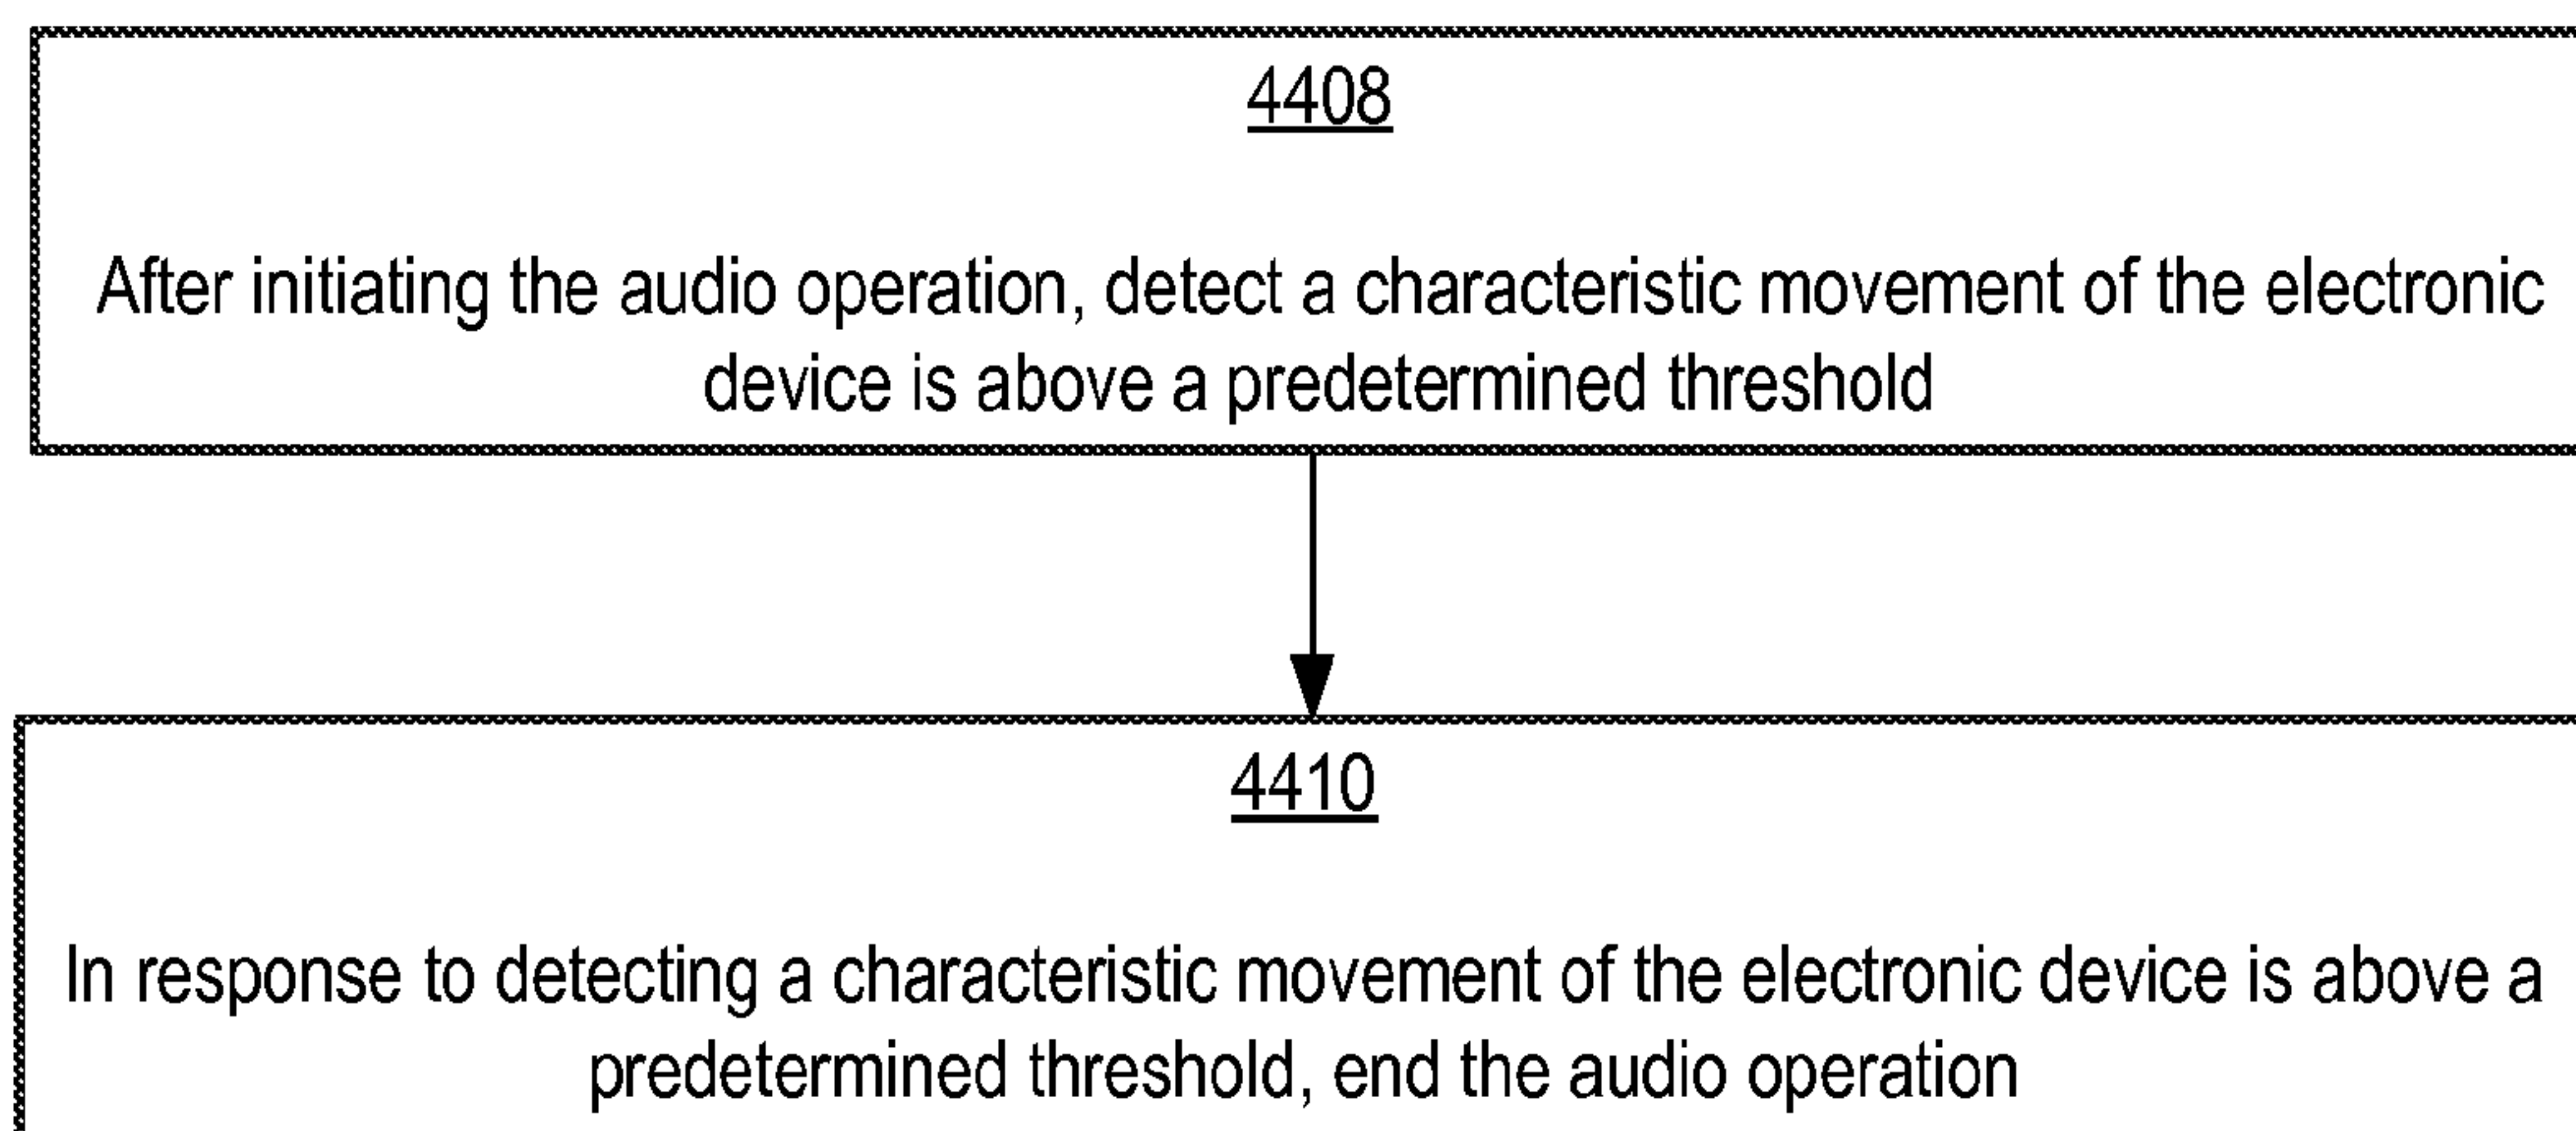 4408
After initiating the audio operation, detect a characteristic movement of the electronic
device is above a predetermined threshold
4410
In response to detecting a characteristic movement of the electronic device is above a
predetermined threshold, end the audio operation